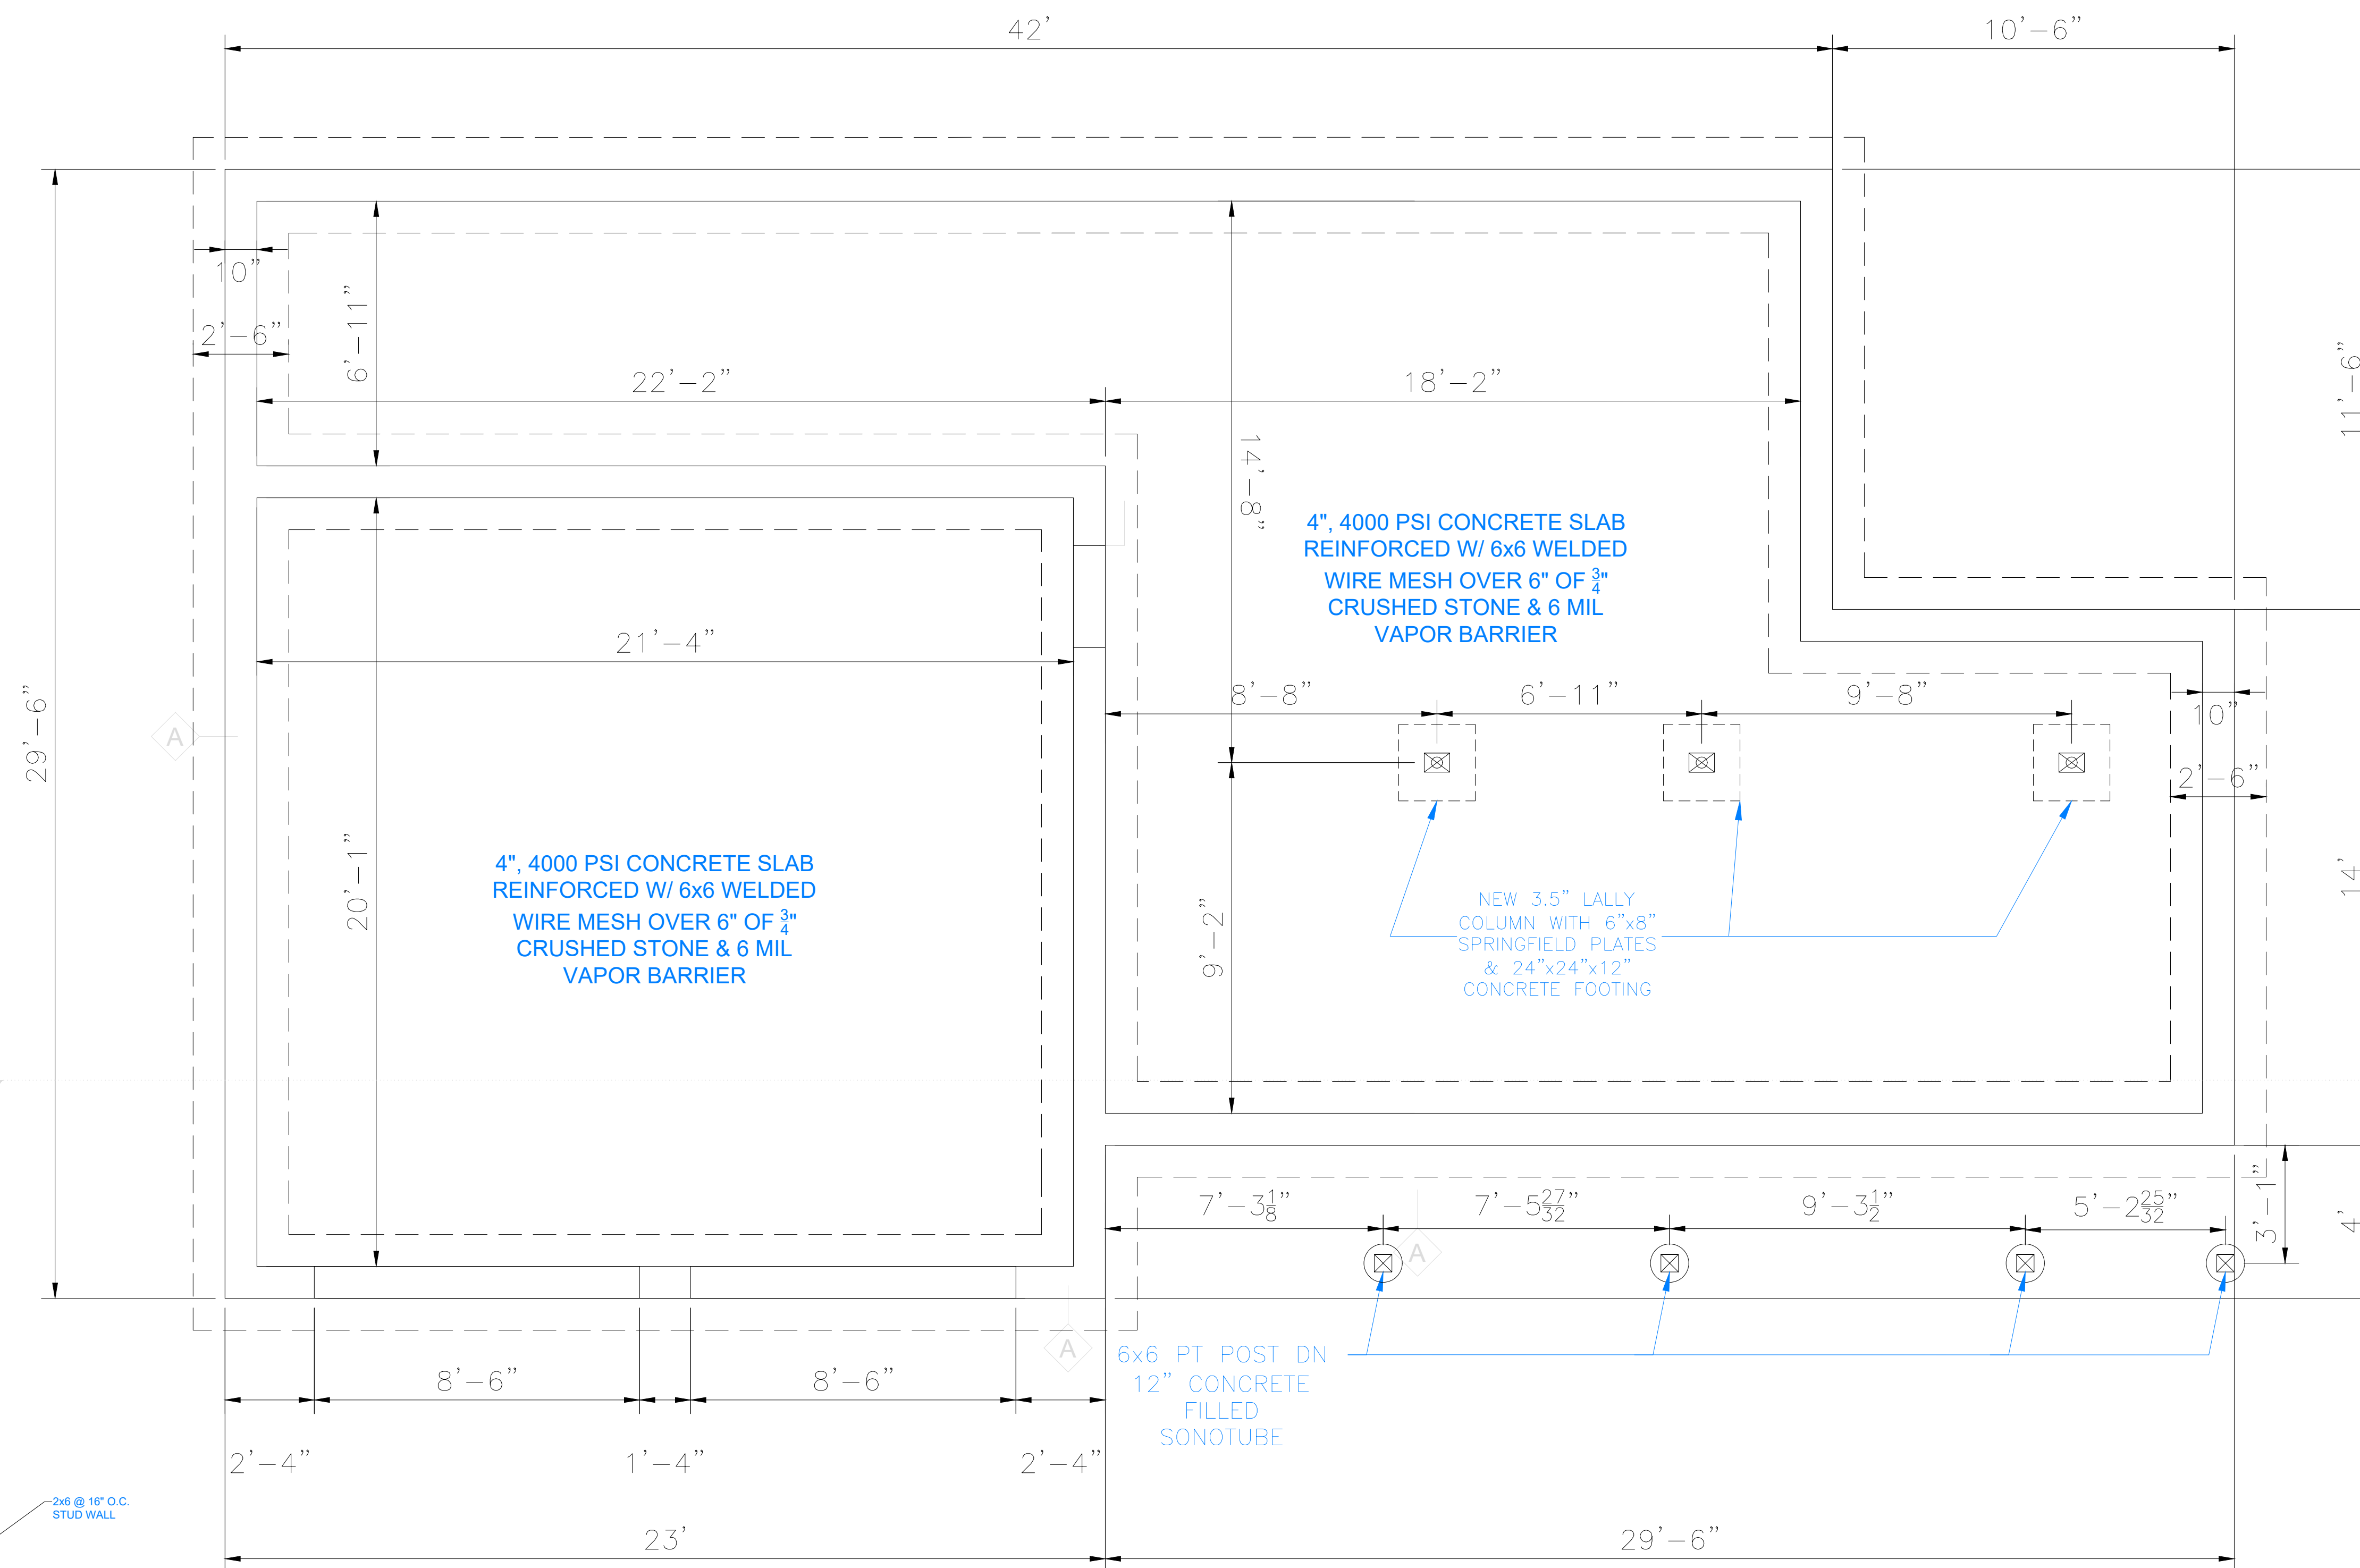 42'
10'-6"
10"
2'-6"
6'-11"
22'-2"
18'-2"
11'-6"
14'-8"
4", 4000 PSI CONCRETE SLAB
REINFORCED W/ 6x6 WELDED
WIRE MESH OVER 6" OF 3/4"
CRUSHED STONE & 6 MIL
VAPOR BARRIER
21'-4"
8'-8"
6'-11"
9'-8"
10"
2'-6"
29'-6"
A
20'-1"
4", 4000 PSI CONCRETE SLAB
REINFORCED W/ 6x6 WELDED
WIRE MESH OVER 6" OF 3/4"
CRUSHED STONE & 6 MIL
VAPOR BARRIER
9'-2"
NEW 3.5" LALLY
COLUMN WITH 6"x8"
SPRINGFIELD PLATES
& 24"x24"x12"
CONCRETE FOOTING
14'
7'-3 1/8"
7'-5 27/32"
9'-3 1/2"
5'-2 25/32"
3'-1"
4'
A
A
6x6 PT POST DN
12" CONCRETE
FILLED
SONOTUBE
8'-6"
8'-6"
2'-4"
1'-4"
2'-4"
2x6 @ 16" O.C.
STUD WALL
23'
29'-6"